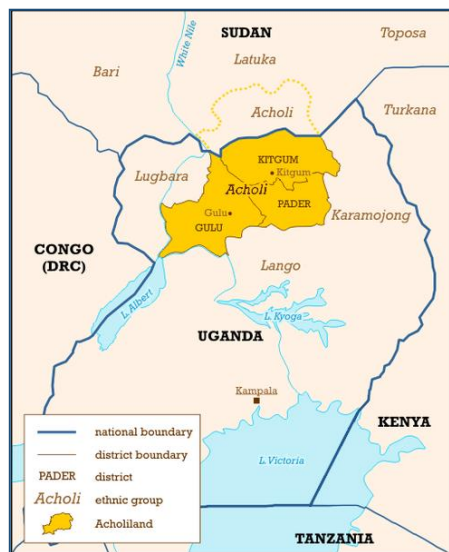 SUDAN
Toposa
White Nile
Bari
Latuka
Acholi
Turkana
KITGUM
Kitgum
Lugbara
Acholi
PADER
Gulu
GULU
Karamojong
CONGO
(DRC)
Lango
L. Albert
L. Kyoga
UGANDA
Kampala
KENYA
L. Victoria
TANZANIA
national boundary
district boundary
PADER district
Acholi ethnic group
Acholiland